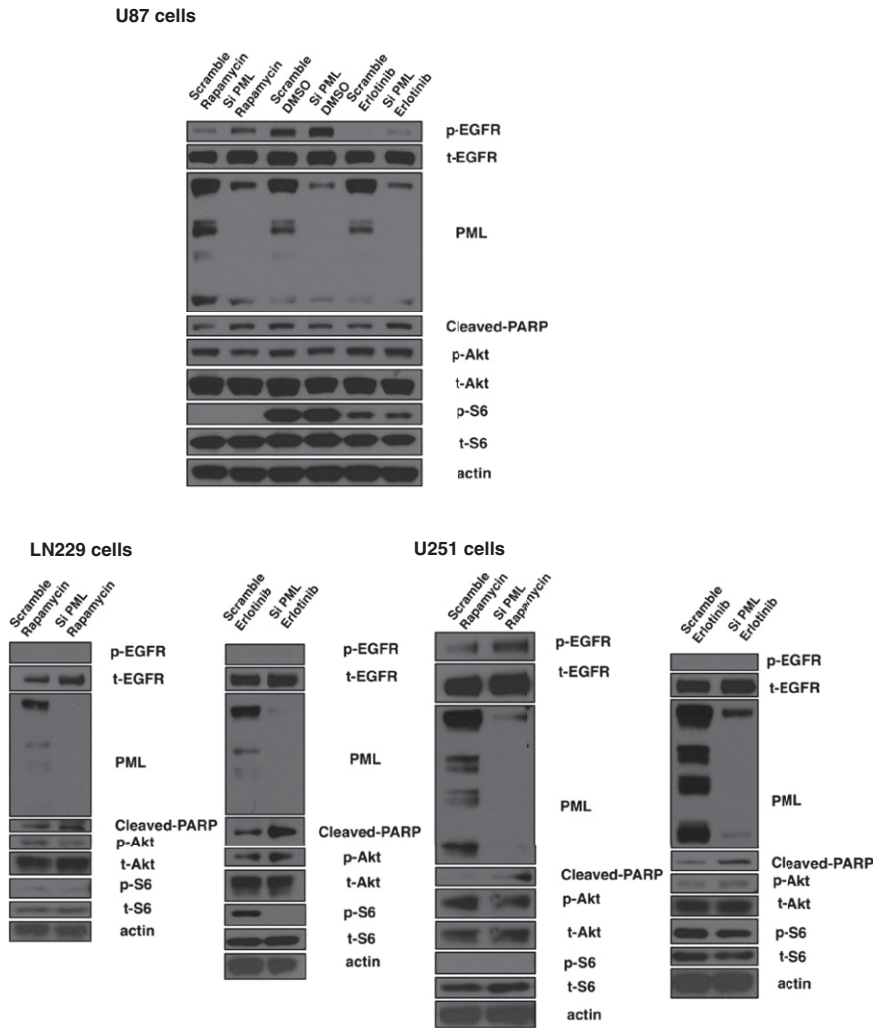 U87 cells
Scramble
Rapamycin
Si PML
Rapamycin
Scramble
DMSO
Si PML
DMSO
Scramble
Erlotinib
Si PML
Erlotinib
p-EGFR
t-EGFR
PML
Cleaved-PARP
p-Akt
t-Akt
p-S6
t-S6
actin
LN229 cells
Scramble
Rapamycin
Si PML
Rapamycin
p-EGFR
t-EGFR
PML
Cleaved-PARP
p-Akt
t-Akt
p-S6
t-S6
actin
Scramble
Erlotinib
Si PML
Erlotinib
p-EGFR
t-EGFR
PML
Cleaved-PARP
p-Akt
t-Akt
p-S6
t-S6
actin
U251 cells
Scramble
Rapamycin
Si PML
Rapamycin
p-EGFR
t-EGFR
PML
Cleaved-PARP
p-Akt
t-Akt
p-S6
t-S6
actin
Scramble
Erlotinib
Si PML
Erlotinib
p-EGFR
t-EGFR
PML
Cleaved-PARP
p-Akt
t-Akt
p-S6
t-S6
actin